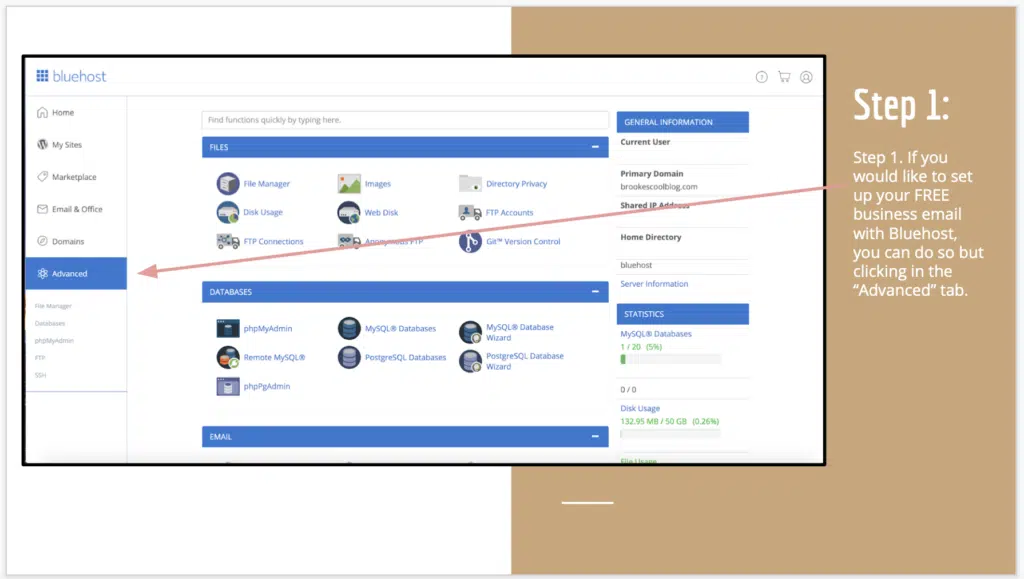 bluehost
Home
My Sites
Marketplace
Email & Office
Domains
Advanced
File Manager
Databases
phpMyAdmin
FTP
SSH
Find functions quickly by typing here.
FILES
File Manager
Images
Directory Privacy
Disk Usage
Web Disk
FTP Accounts
FTP Connections
Anonymous FTP
Git™ Version Control
DATABASES
phpMyAdmin
MySQL® Databases
MySQL® Database
Wizard
Remote MySQL®
PostgreSQL Databases
PostgreSQL Database
Wizard
phpPgAdmin
EMAIL
GENERAL INFORMATION
Current User
Primary Domain
brookescoolblog.com
Shared IP Address
Home Directory
bluehost
Server Information
STATISTICS
MySQL® Databases
1 / 20 (5%)
0 / 0
Disk Usage
132.95 MB / 50 GB (0.26%)
File Usage
Step 1:
Step 1. If you
would like to set
up your FREE
business email
with Bluehost,
you can do so but
clicking in the
“Advanced” tab.